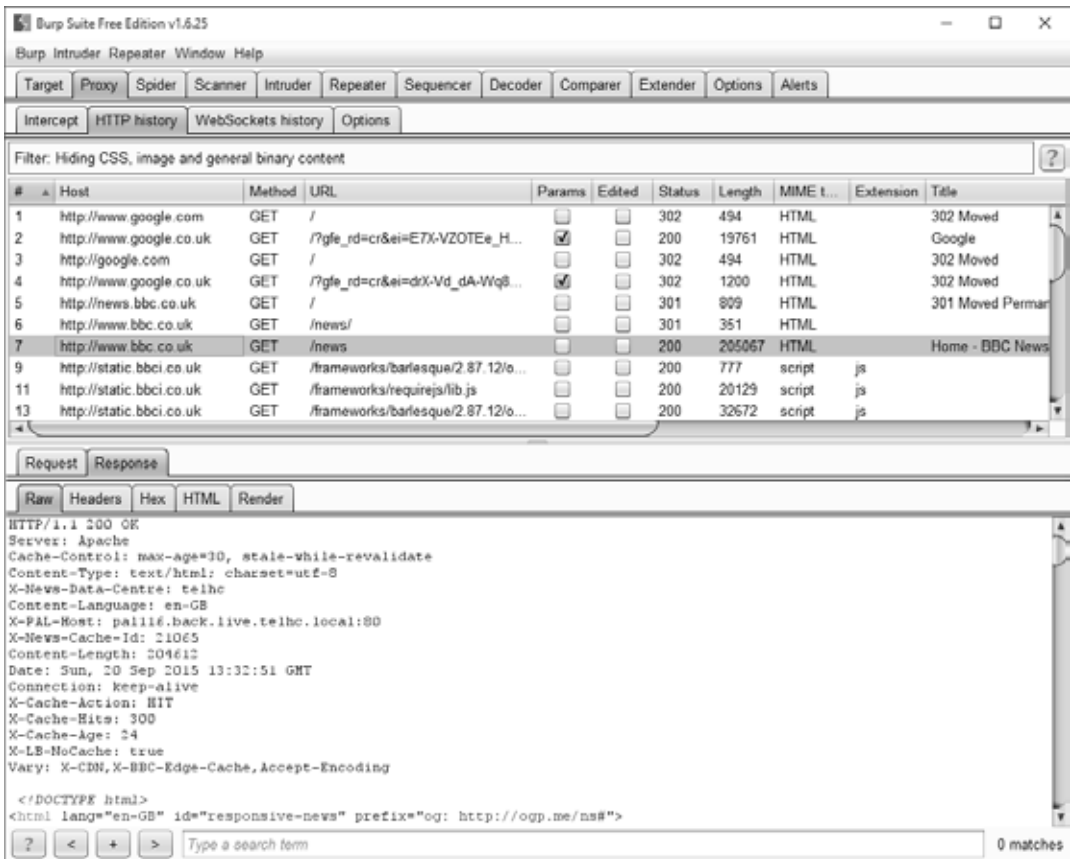 Burp Suite Free Edition v1.6.25
Burp Intruder Repeater Window Help
Target Proxy Spider Scanner Intruder Repeater Sequencer Decoder Comparer Extender Options Alerts
Intercept HTTP history WebSockets history Options
Filter: Hiding CSS, image and general binary content ?
# Host Method URL Params Edited Status Length MIME t... Extension Title
1 http://www.google.com GET / 302 494 HTML 302 Moved
2 http://www.google.co.uk GET /?gfe_rd=cr&ei=E7X-VZOTEe_H... 200 19761 HTML Google
3 http://google.com GET / 302 494 HTML 302 Moved
4 http://www.google.co.uk GET /?gfe_rd=cr&ei=drX-Vd_dA-Wq8... 302 1200 HTML 302 Moved
5 http://news.bbc.co.uk GET / 301 809 HTML 301 Moved Perman
6 http://www.bbc.co.uk GET /news/ 301 351 HTML
7 http://www.bbc.co.uk GET /news 200 205067 HTML Home - BBC News
9 http://static.bbci.co.uk GET /frameworks/barlesque/2.87.12/o... 200 777 script js
11 http://static.bbci.co.uk GET /frameworks/requirejs/lib.js 200 20129 script js
13 http://static.bbci.co.uk GET /frameworks/barlesque/2.87.12/o... 200 32672 script js
Request Response
Raw Headers Hex HTML Render
HTTP/1.1 200 OK
Server: Apache
Cache-Control: max-age=30, stale-while-revalidate
Content-Type: text/html; charset=utf-8
X-News-Data-Centre: telhc
Content-Language: en-GB
X-PAL-Host: pal116.back.live.telhc.local:80
X-News-Cache-Id: 21065
Content-Length: 204612
Date: Sun, 20 Sep 2015 13:32:51 GMT
Connection: keep-alive
X-Cache-Action: HIT
X-Cache-Hits: 300
X-Cache-Age: 24
X-LB-NoCache: true
Vary: X-CDN,X-BBC-Edge-Cache,Accept-Encoding
<!DOCTYPE html>
<html lang="en-GB" id="responsive-news" prefix="og: http://ogp.me/ns#">
? < + > Type a search term 0 matches